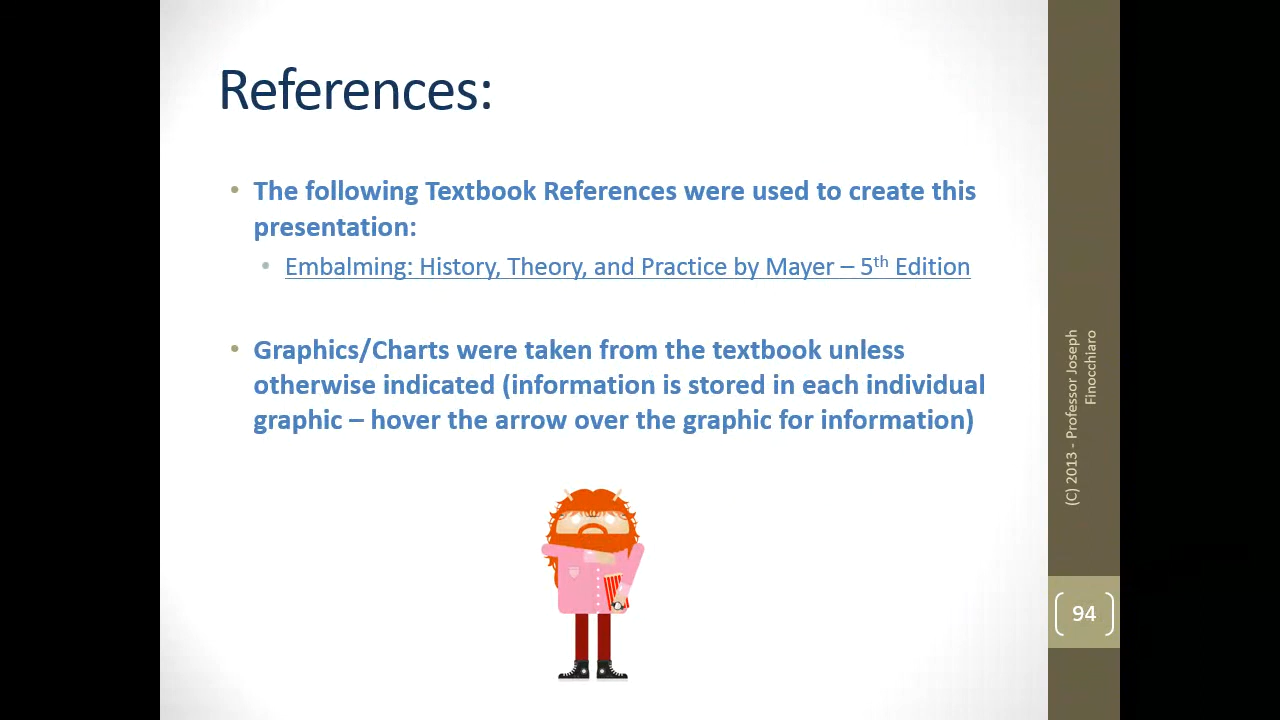 References:
The following Textbook References were used to create this
presentation:
Embalming: History, Theory, and Practice by Mayer – 5th Edition
Graphics/Charts were taken from the textbook unless
otherwise indicated (information is stored in each individual
graphic – hover the arrow over the graphic for information)
(C) 2013 - Professor Joseph
Finocchiaro
94